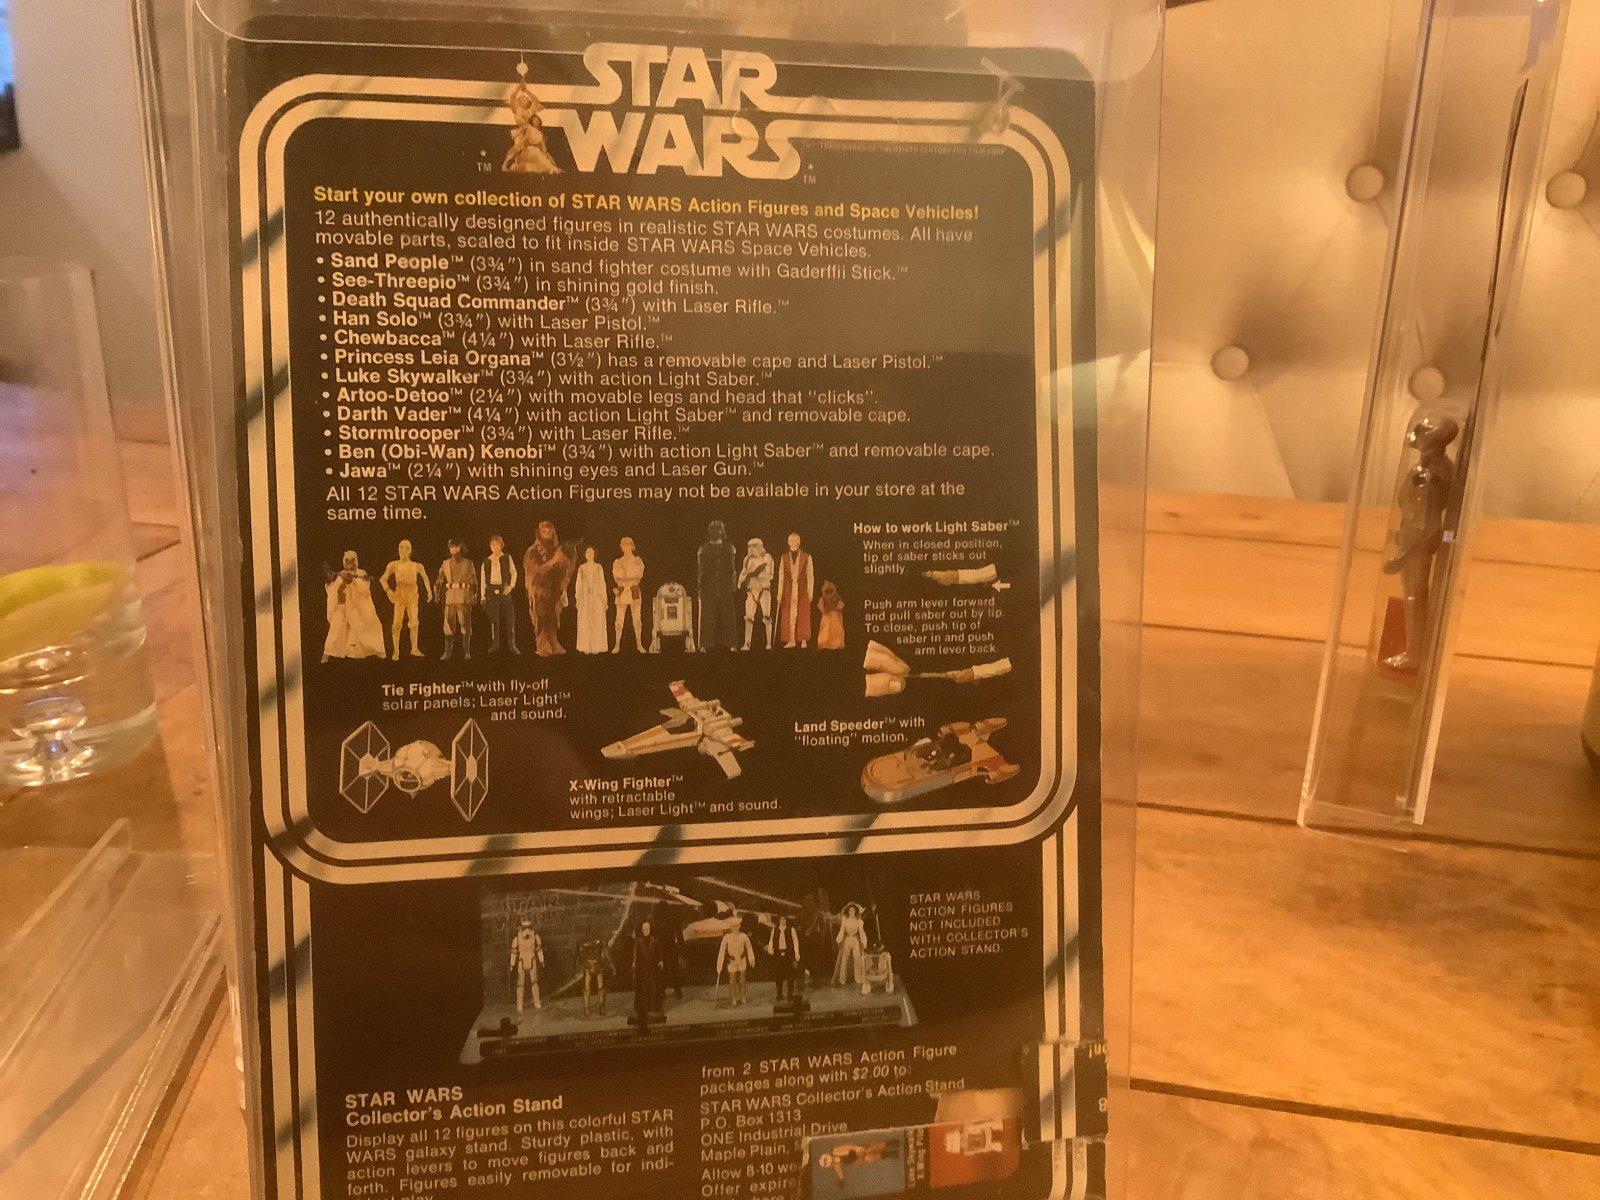 STAR
WARS
™ ™
Start your own collection of STAR WARS Action Figures and Space Vehicles!
12 authentically designed figures in realistic STAR WARS costumes. All have
movable parts, scaled to fit inside STAR WARS Space Vehicles.
• Sand People™ (3¾") in sand fighter costume with Gaderffii Stick.™
• See-Threepio™ (3¾") in shining gold finish.
• Death Squad Commander™ (3¾") with Laser Rifle.™
• Han Solo™ (3¾") with Laser Pistol.™
• Chewbacca™ (4¼") with Laser Rifle.™
• Princess Leia Organa™ (3½") has a removable cape and Laser Pistol.™
• Luke Skywalker™ (3¾") with action Light Saber.™
• Artoo-Detoo™ (2¼") with movable legs and head that "clicks".
• Darth Vader™ (4¼") with action Light Saber™ and removable cape.
• Stormtrooper™ (3¾") with Laser Rifle.™
• Ben (Obi-Wan) Kenobi™ (3¾") with action Light Saber™ and removable cape.
• Jawa™ (2¼") with shining eyes and Laser Gun.™
All 12 STAR WARS Action Figures may not be available in your store at the
same time.
How to work Light Saber™
When in closed position,
tip of saber sticks out
slightly.
Push arm lever forward
and pull saber out by tip.
To close, push tip of
saber in and push
arm lever back.
Tie Fighter™ with fly-off
solar panels; Laser Light™
and sound.
X-Wing Fighter™
with retractable
wings; Laser Light™ and sound.
Land Speeder™ with
"floating" motion.
STAR WARS
ACTION FIGURES
NOT INCLUDED
WITH COLLECTOR'S
ACTION STAND.
STAR WARS
Collector's Action Stand
Display all 12 figures on this colorful STAR
WARS galaxy stand. Sturdy plastic, with
action levers to move figures back and
forth. Figures easily removable for indi-
play.
from 2 STAR WARS Action Figure
packages along with $2.00 to:
STAR WARS Collector's Action Stand
P.O. Box 1313
ONE Industrial Drive
Maple Plain,
Allow 8-10 we
Offer expire